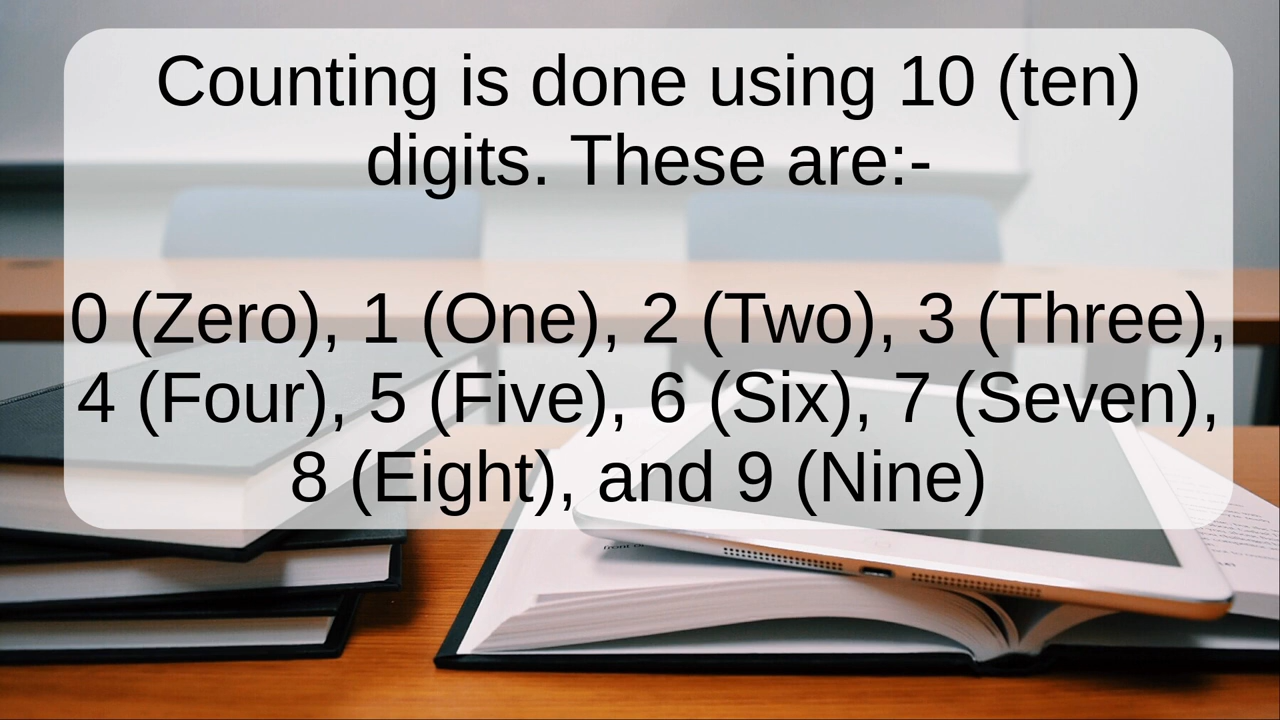 Counting is done using 10 (ten)
digits. These are:-
0 (Zero), 1 (One), 2 (Two), 3 (Three),
4 (Four), 5 (Five), 6 (Six), 7 (Seven),
8 (Eight), and 9 (Nine)